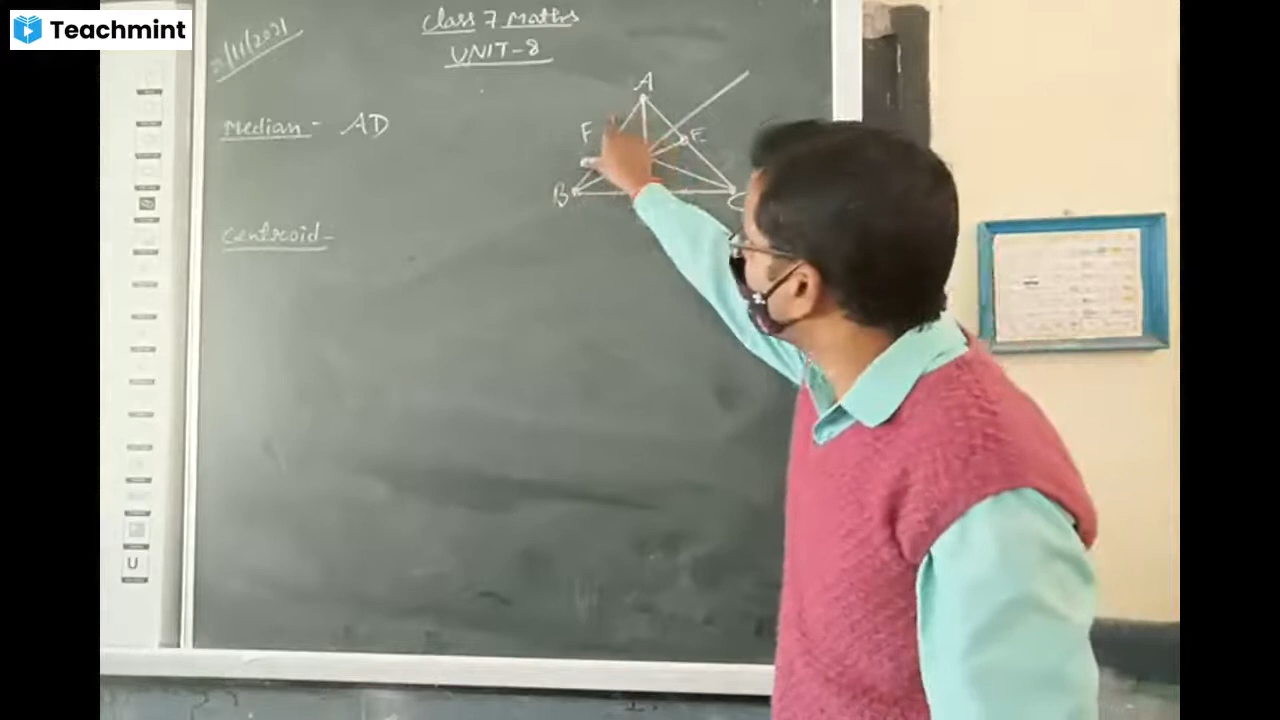 Teachmint
Class 7 Maths
UNIT-8
A
Median - AD
F
E
B
C
Centroid -
U